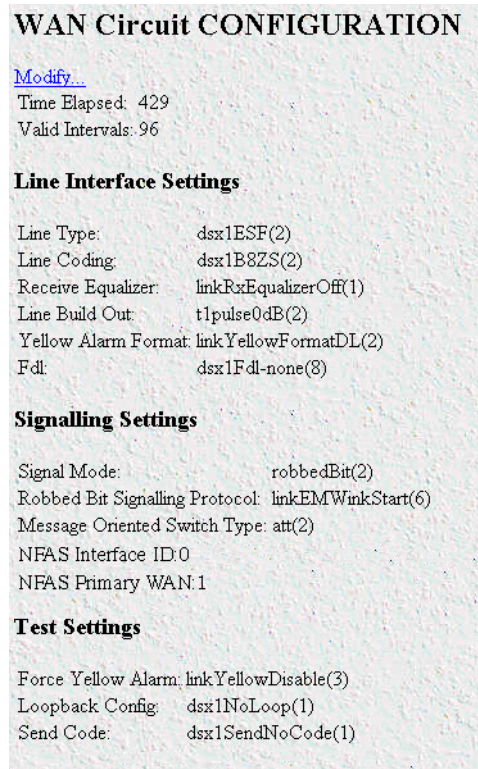 WAN Circuit CONFIGURATION
Modify...
Time Elapsed: 429
Valid Intervals: 96
Line Interface Settings
Line Type: dsx1ESF(2)
Line Coding: dsx1B8ZS(2)
Receive Equalizer: linkRxEqualizerOff(1)
Line Build Out: t1pulse0dB(2)
Yellow Alarm Format: linkYellowFormatDL(2)
Fdl: dsx1Fdl-none(8)
Signalling Settings
Signal Mode: robbedBit(2)
Robbed Bit Signalling Protocol: linkEMWinkStart(6)
Message Oriented Switch Type: att(2)
NFAS Interface ID:0
NFAS Primary WAN:1
Test Settings
Force Yellow Alarm: linkYellowDisable(3)
Loopback Config: dsx1NoLoop(1)
Send Code: dsx1SendNoCode(1)